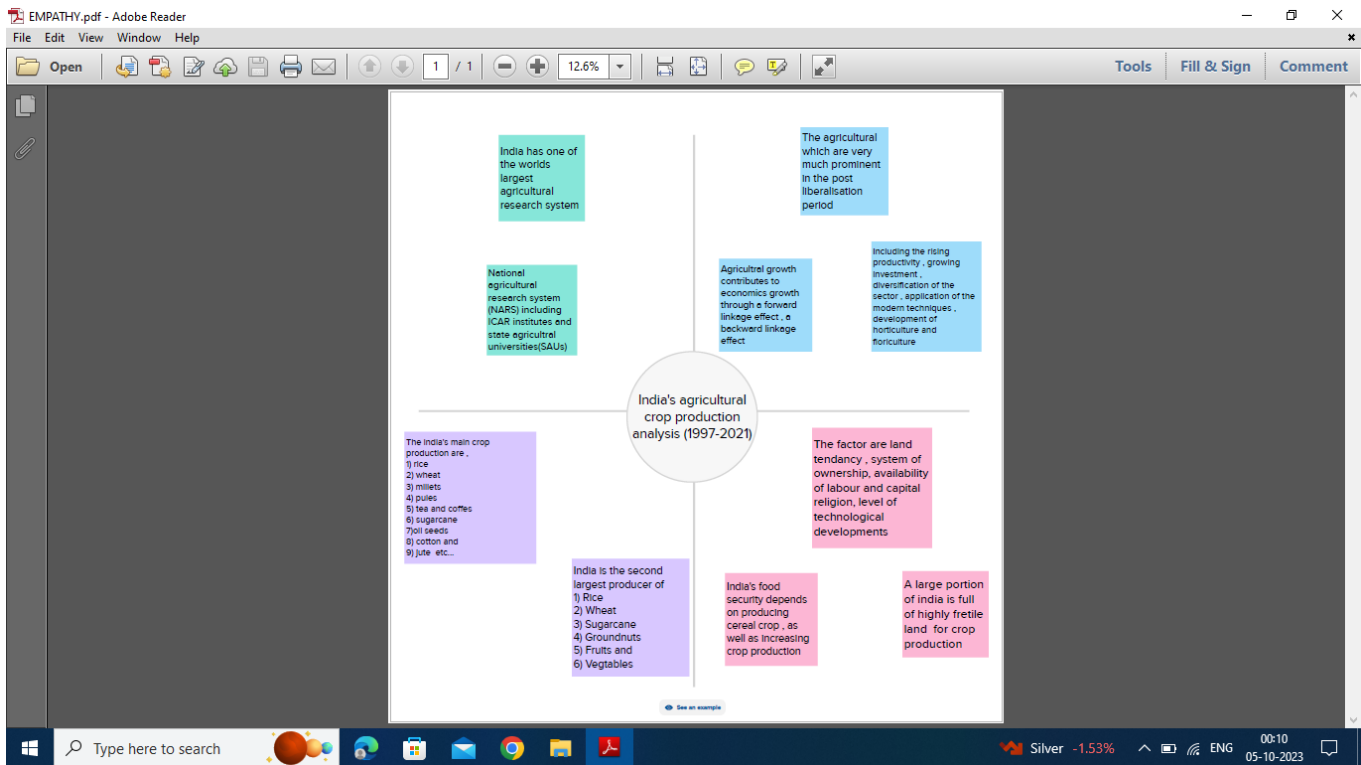 EMPATHY.pdf - Adobe Reader
File Edit View Window Help
Open
1 / 1
12.6%
Tools
Fill & Sign
Comment
India has one of
the worlds
largest
agricultural
research system
National
agricultural
research system
(NARS) including
ICAR institutes and
state agricultral
universities(SAUs)
The agricultural
which are very
much prominent
in the post
liberalisation
period
Agricultral growth
contributes to
economics growth
through a forward
linkage effect , a
backward linkage
effect
Including the rising
productivity , growing
investment ,
diversification of the
sector , application of the
modern techniques ,
development of
horticulture and
floriculture
India's agricultural
crop production
analysis (1997-2021)
The india's main crop
production are ,
1) rice
2) wheat
3) millets
4) pules
5) tea and coffes
6) sugarcane
7)oil seeds
8) cotton and
9) jute etc...
India is the second
largest producer of
1) Rice
2) Wheat
3) Sugarcane
4) Groundnuts
5) Fruits and
6) Vegtables
The factor are land
tendancy , system of
ownership, availability
of labour and capital
religion, level of
technological
developments
India's food
security depends
on producing
cereal crop , as
well as increasing
crop production
A large portion
of india is full
of highly fretile
land for crop
production
See an example
Type here to search
Silver -1.53%
ENG
00:10
05-10-2023